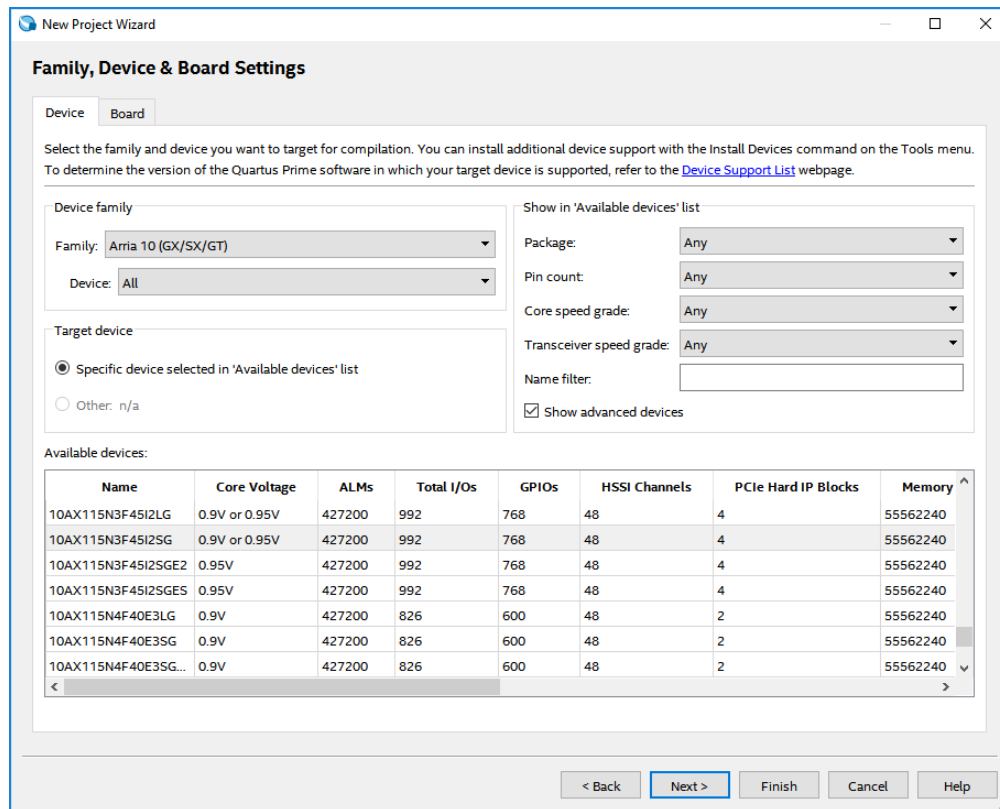 New Project Wizard
Family, Device & Board Settings
Device Board
Select the family and device you want to target for compilation. You can install additional device support with the Install Devices command on the Tools menu.
To determine the version of the Quartus Prime software in which your target device is supported, refer to the Device Support List webpage.
Device family
Family: Arria 10 (GX/SX/GT)
Device: All
Target device
Specific device selected in 'Available devices' list
Other: n/a
Show in 'Available devices' list
Package: Any
Pin count: Any
Core speed grade: Any
Transceiver speed grade: Any
Name filter:
Show advanced devices
Available devices:
Name Core Voltage ALMs Total I/Os GPIOs HSSI Channels PCIe Hard IP Blocks Memory
10AX115N3F45I2LG 0.9V or 0.95V 427200 992 768 48 4 55562240
10AX115N3F45I2SG 0.9V or 0.95V 427200 992 768 48 4 55562240
10AX115N3F45I2SGE2 0.95V 427200 992 768 48 4 55562240
10AX115N3F45I2SGES 0.95V 427200 992 768 48 4 55562240
10AX115N4F40E3LG 0.9V 427200 826 600 48 2 55562240
10AX115N4F40E3SG 0.9V 427200 826 600 48 2 55562240
10AX115N4F40E3SG... 0.9V 427200 826 600 48 2 55562240
< Back Next > Finish Cancel Help